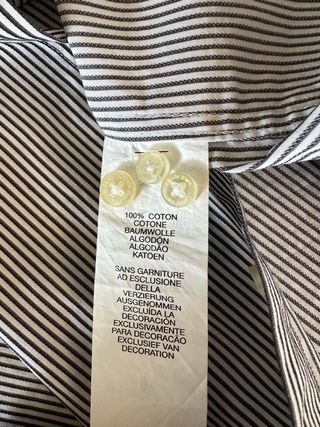 100% COTON
COTONE
BAUMWOLLE
ALGODÓN
ALGODÃO
KATOEN
SANS GARNITURE
AD ESCLUSIONE
DELLA
VERZIERUNG
AUSGENOMMEN
EXCLUÍDA LA
DECORACIÓN
EXCLUSIVAMENTE
PARA DECORAÇÃO
EXCLUSIEF VAN
DECORATION